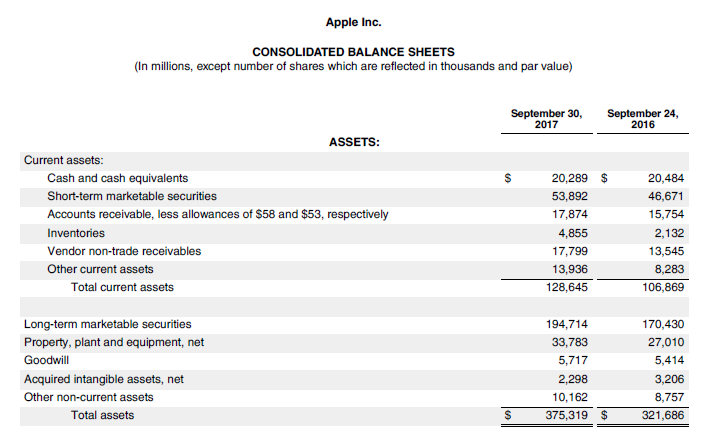 Apple Inc.
CONSOLIDATED BALANCE SHEETS
(In millions, except number of shares which are reflected in thousands and par value)
September 30, 2017 September 24, 2016
ASSETS:
Current assets:
Cash and cash equivalents $ 20,289 $ 20,484
Short-term marketable securities 53,892 46,671
Accounts receivable, less allowances of $58 and $53, respectively 17,874 15,754
Inventories 4,855 2,132
Vendor non-trade receivables 17,799 13,545
Other current assets 13,936 8,283
Total current assets 128,645 106,869
Long-term marketable securities 194,714 170,430
Property, plant and equipment, net 33,783 27,010
Goodwill 5,717 5,414
Acquired intangible assets, net 2,298 3,206
Other non-current assets 10,162 8,757
Total assets $ 375,319 $ 321,686